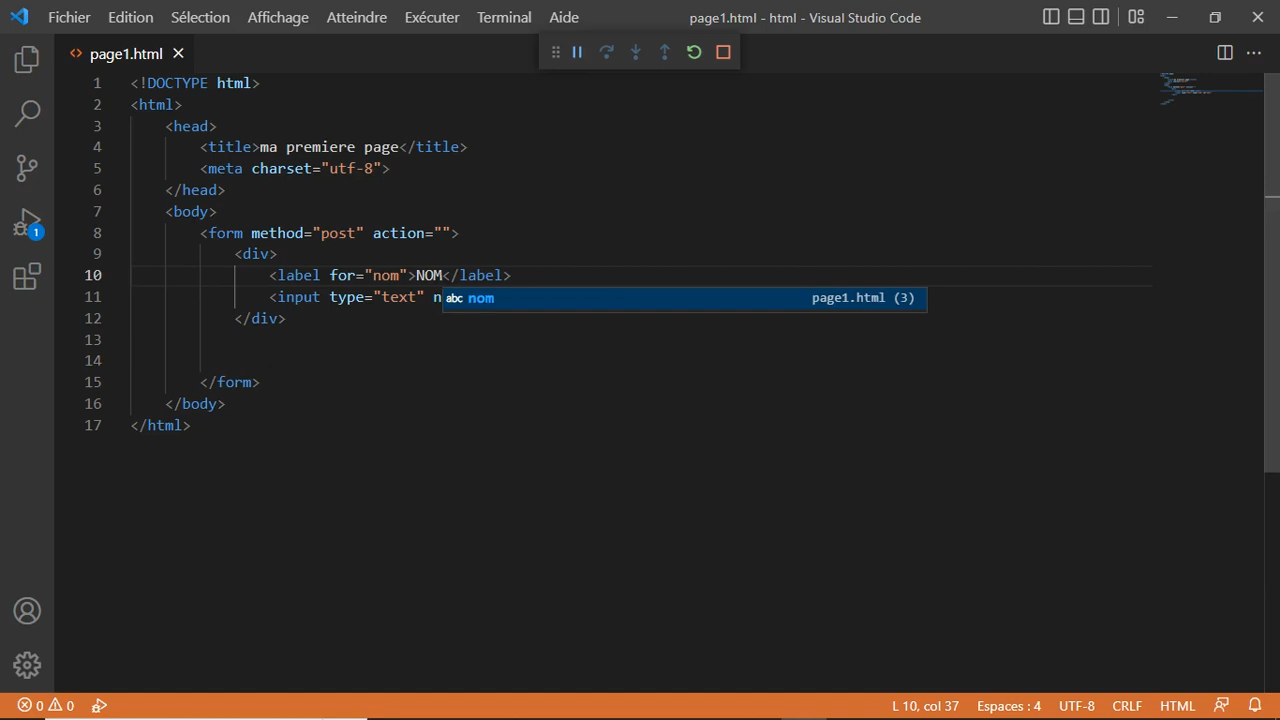 Fichier Edition Sélection Affichage Atteindre Exécuter Terminal Aide page1.html - html - Visual Studio Code
page1.html
1 <!DOCTYPE html>
2 <html>
3 <head>
4 <title>ma premiere page</title>
5 <meta charset="utf-8">
6 </head>
7 <body>
8 <form method="post" action="">
9 <div>
10 <label for="nom">NOM</label>
11 <input type="text" n
abc nom page1.html (3)
12 </div>
13
14
15 </form>
16 </body>
17 </html>
1
0 0 L 10, col 37 Espaces : 4 UTF-8 CRLF HTML